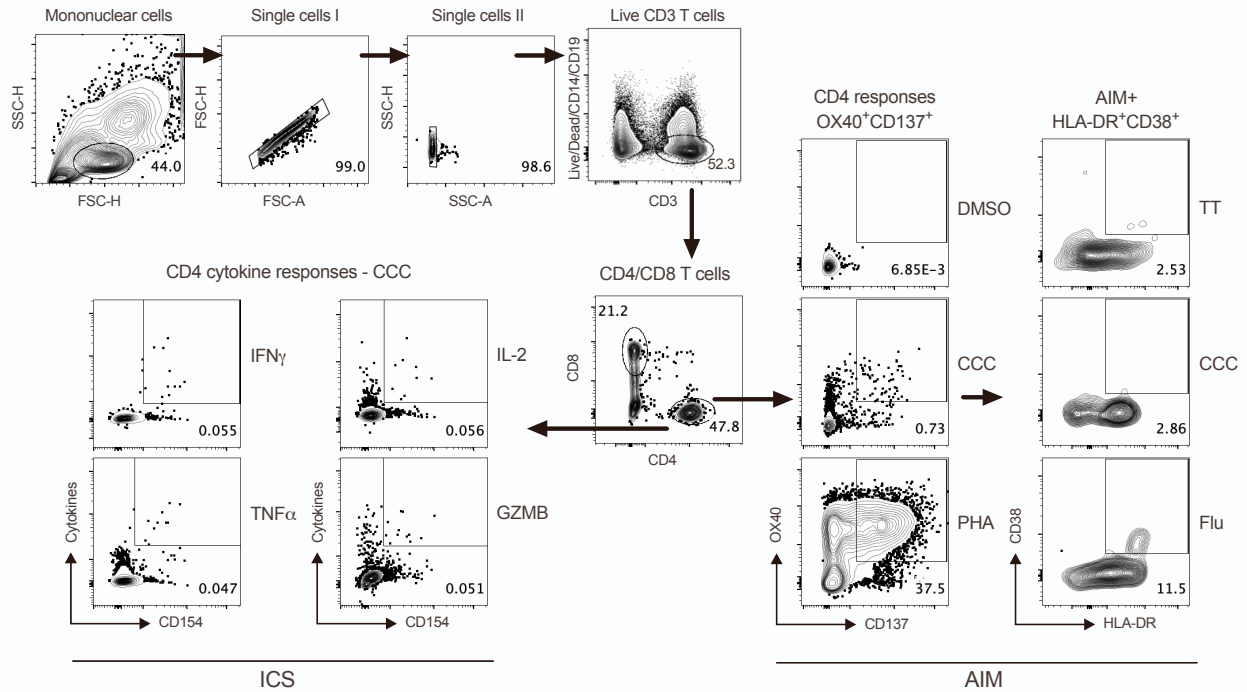 Mononuclear cells
Single cells I
Single cells II
Live CD3 T cells
SSC-H
44.0
FSC-H
FSC-H
99.0
FSC-A
SSC-H
98.6
SSC-A
Live/Dead/CD14/CD19
52.3
CD3
CD4 responses
OX40+CD137+
AIM+
HLA-DR+CD38+
6.85E-3
DMSO
2.53
TT
CD4 cytokine responses - CCC
CD4/CD8 T cells
IFNγ
0.055
IL-2
0.056
21.2
CD8
47.8
CD4
CCC
0.73
CCC
2.86
Cytokines
TNFα
0.047
CD154
Cytokines
GZMB
0.051
CD154
OX40
PHA
37.5
CD137
CD38
Flu
11.5
HLA-DR
ICS
AIM